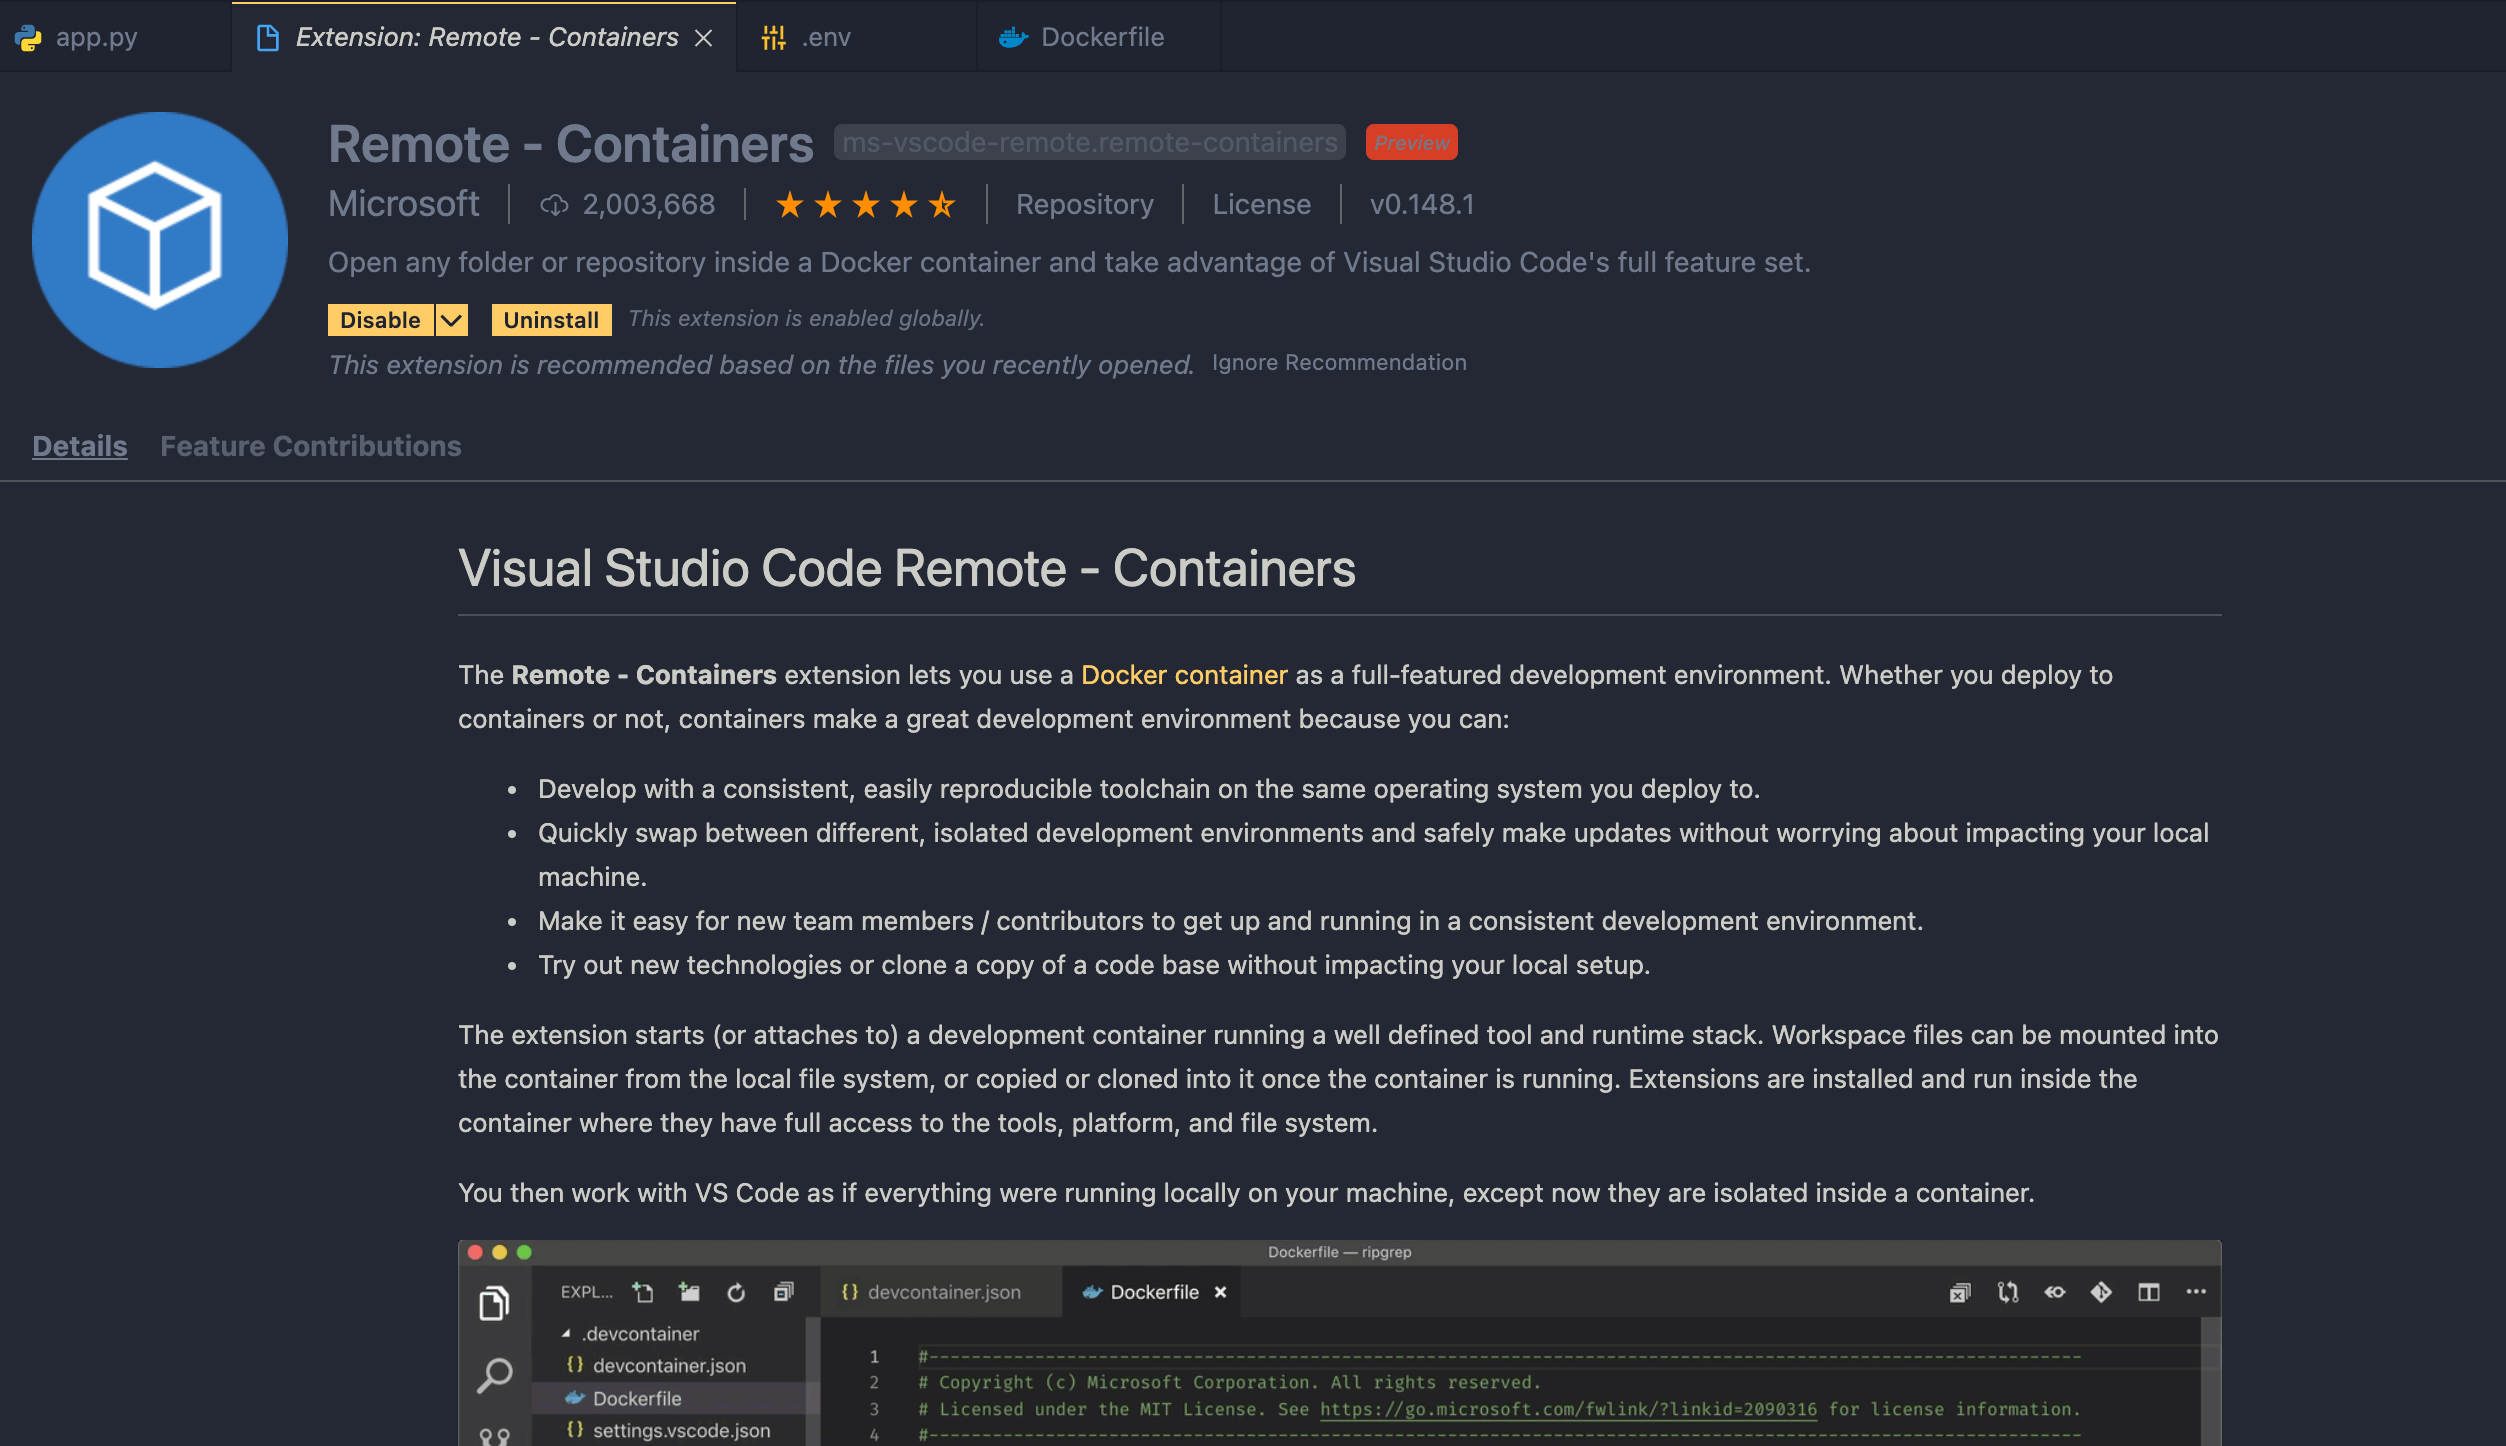 app.py
Extension: Remote - Containers
.env
Dockerfile
Remote - Containers ms-vscode-remote.remote-containers Preview
Microsoft 2,003,668 Repository License v0.148.1
Open any folder or repository inside a Docker container and take advantage of Visual Studio Code's full feature set.
Disable Uninstall This extension is enabled globally.
This extension is recommended based on the files you recently opened. Ignore Recommendation
Details Feature Contributions
Visual Studio Code Remote - Containers
The Remote - Containers extension lets you use a Docker container as a full-featured development environment. Whether you deploy to
containers or not, containers make a great development environment because you can:
• Develop with a consistent, easily reproducible toolchain on the same operating system you deploy to.
• Quickly swap between different, isolated development environments and safely make updates without worrying about impacting your local
machine.
• Make it easy for new team members / contributors to get up and running in a consistent development environment.
• Try out new technologies or clone a copy of a code base without impacting your local setup.
The extension starts (or attaches to) a development container running a well defined tool and runtime stack. Workspace files can be mounted into
the container from the local file system, or copied or cloned into it once the container is running. Extensions are installed and run inside the
container where they have full access to the tools, platform, and file system.
You then work with VS Code as if everything were running locally on your machine, except now they are isolated inside a container.
Dockerfile — ripgrep
EXPL...
{} devcontainer.json
Dockerfile
.devcontainer
{} devcontainer.json
Dockerfile
{} settings.vscode.json
1 #--------------------------------------------------------------------------------------------------------------
2 # Copyright (c) Microsoft Corporation. All rights reserved.
3 # Licensed under the MIT License. See https://go.microsoft.com/fwlink/?linkid=2090316 for license information.
4 #--------------------------------------------------------------------------------------------------------------